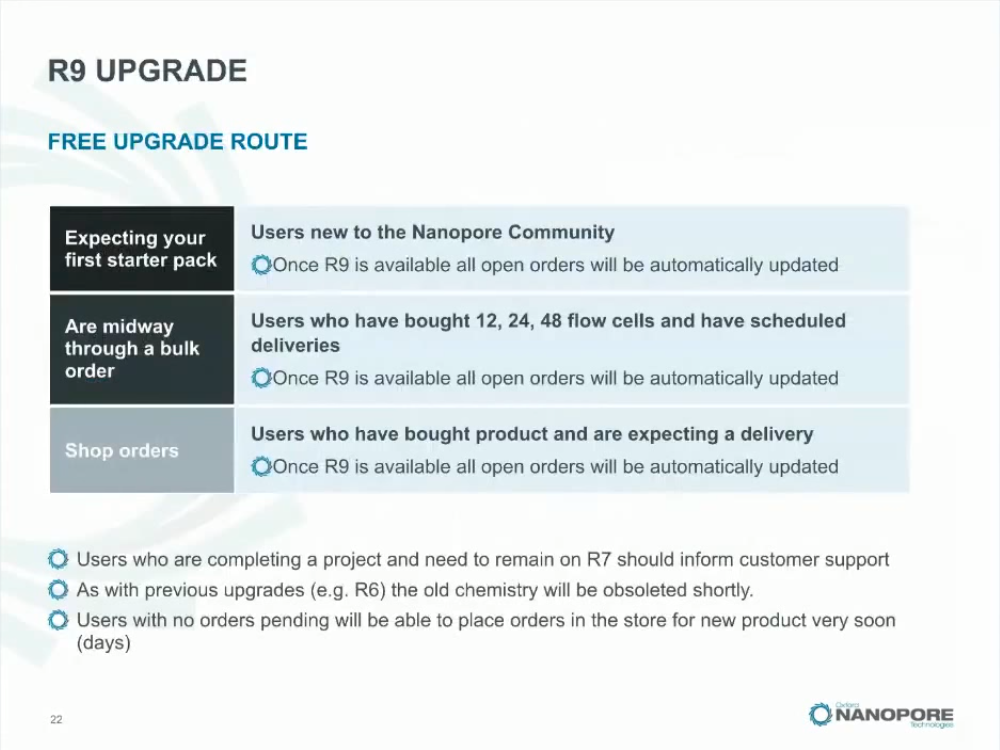 R9 UPGRADE
FREE UPGRADE ROUTE
Expecting your
first starter pack
Users new to the Nanopore Community
Once R9 is available all open orders will be automatically updated
Are midway
through a bulk
order
Users who have bought 12, 24, 48 flow cells and have scheduled
deliveries
Once R9 is available all open orders will be automatically updated
Shop orders
Users who have bought product and are expecting a delivery
Once R9 is available all open orders will be automatically updated
Users who are completing a project and need to remain on R7 should inform customer support
As with previous upgrades (e.g. R6) the old chemistry will be obsoleted shortly.
Users with no orders pending will be able to place orders in the store for new product very soon
(days)
22
Oxford
NANOPORE
Technologies